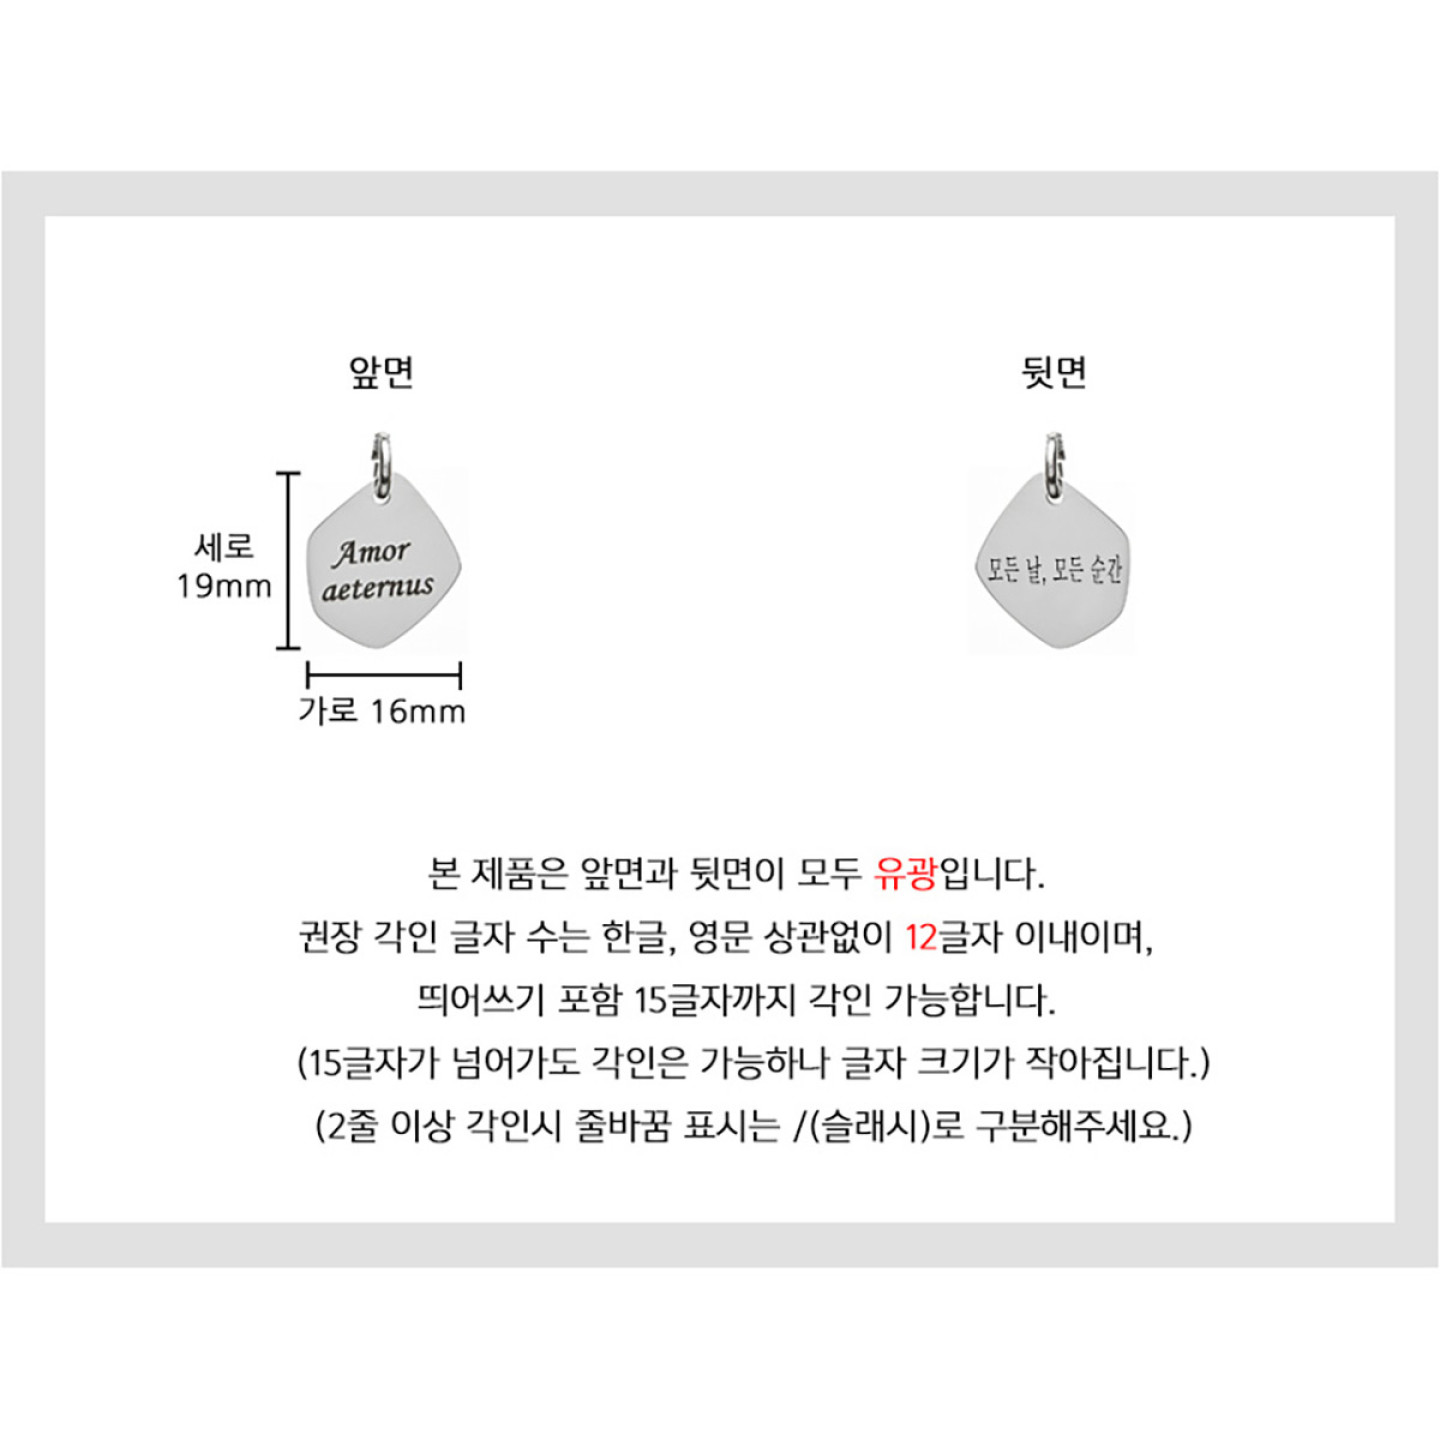 앞면
뒷면
Amor
aeternus
모든 날, 모든 순간
세로
19mm
가로 16mm
본 제품은 앞면과 뒷면이 모두 유광입니다.
권장 각인 글자 수는 한글, 영문 상관없이 12글자 이내이며,
띄어쓰기 포함 15글자까지 각인 가능합니다.
(15글자가 넘어가도 각인은 가능하나 글자 크기가 작아집니다.)
(2줄 이상 각인시 줄바꿈 표시는 /(슬래시)로 구분해주세요.)